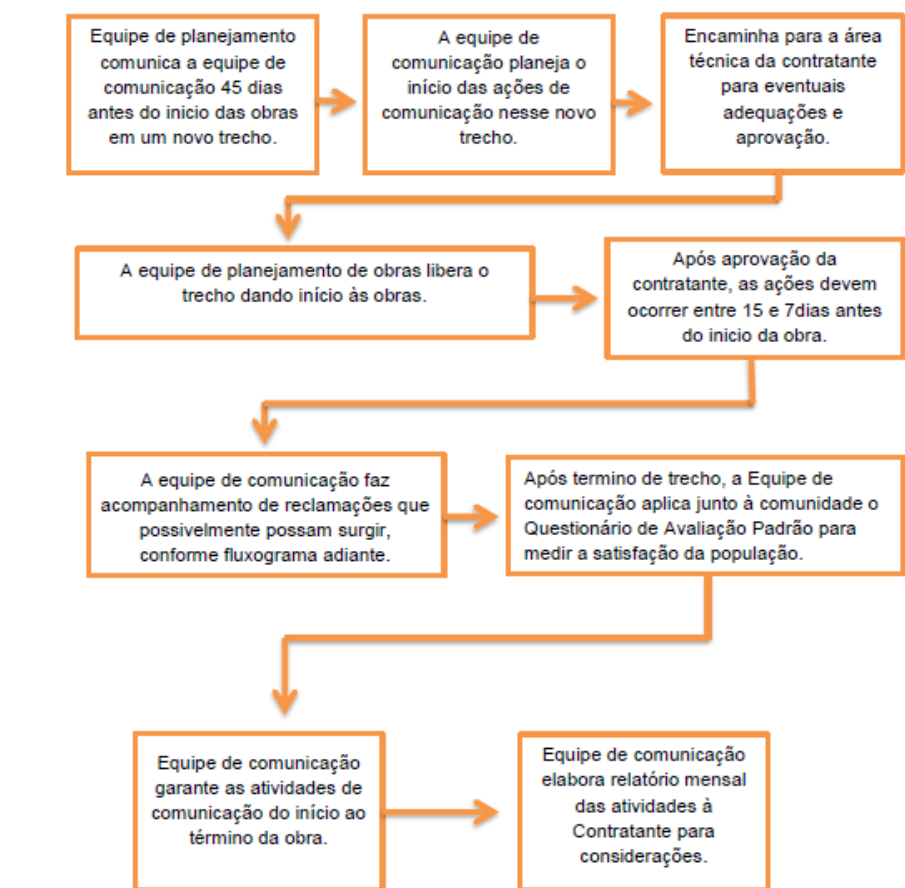 Equipe de planejamento
comunica a equipe de
comunicação 45 dias
antes do inicio das obras
em um novo trecho.
A equipe de
comunicação planeja o
início das ações de
comunicação nesse novo
trecho.
Encaminha para a área
técnica da contratante
para eventuais
adequações e
aprovação.
A equipe de planejamento de obras libera o
trecho dando início às obras.
Após aprovação da
contratante, as ações devem
ocorrer entre 15 e 7dias antes
do inicio da obra.
A equipe de comunicação faz
acompanhamento de reclamações que
possivelmente possam surgir,
conforme fluxograma adiante.
Após termino de trecho, a Equipe de
comunicação aplica junto à comunidade o
Questionário de Avaliação Padrão para
medir a satisfação da população.
Equipe de comunicação
garante as atividades de
comunicação do início ao
término da obra.
Equipe de comunicação
elabora relatório mensal
das atividades à
Contratante para
considerações.